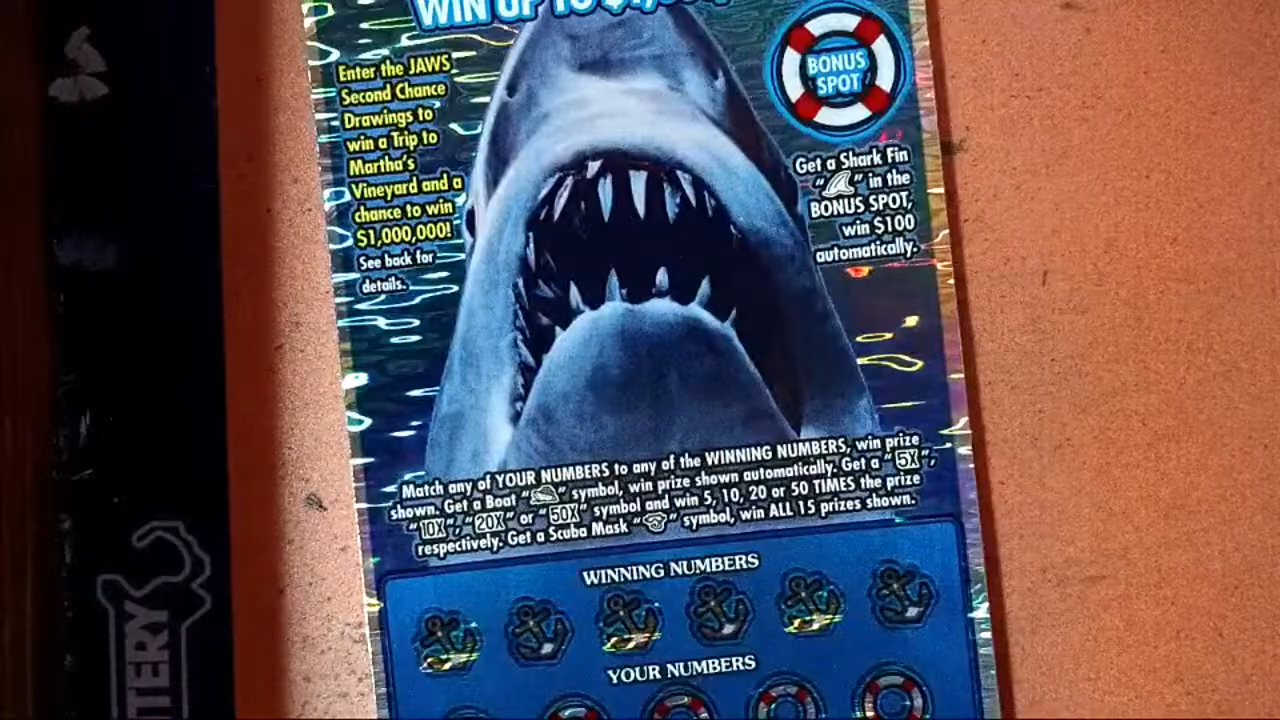 WIN UP TO
Enter the JAWS
Second Chance
Drawings to
win a Trip to
Martha's
Vineyard and a
chance to win
$1,000,000!
See back for
details.
BONUS
SPOT
Get a Shark Fin
" " in the
BONUS SPOT,
win $100
automatically.
Match any of YOUR NUMBERS to any of the WINNING NUMBERS, win prize
shown. Get a Boat " " symbol, win prize shown automatically. Get a "5X",
"10X", "20X" or "50X" symbol and win 5, 10, 20 or 50 TIMES the prize
respectively. Get a Scuba Mask " " symbol, win ALL 15 prizes shown.
WINNING NUMBERS
YOUR NUMBERS